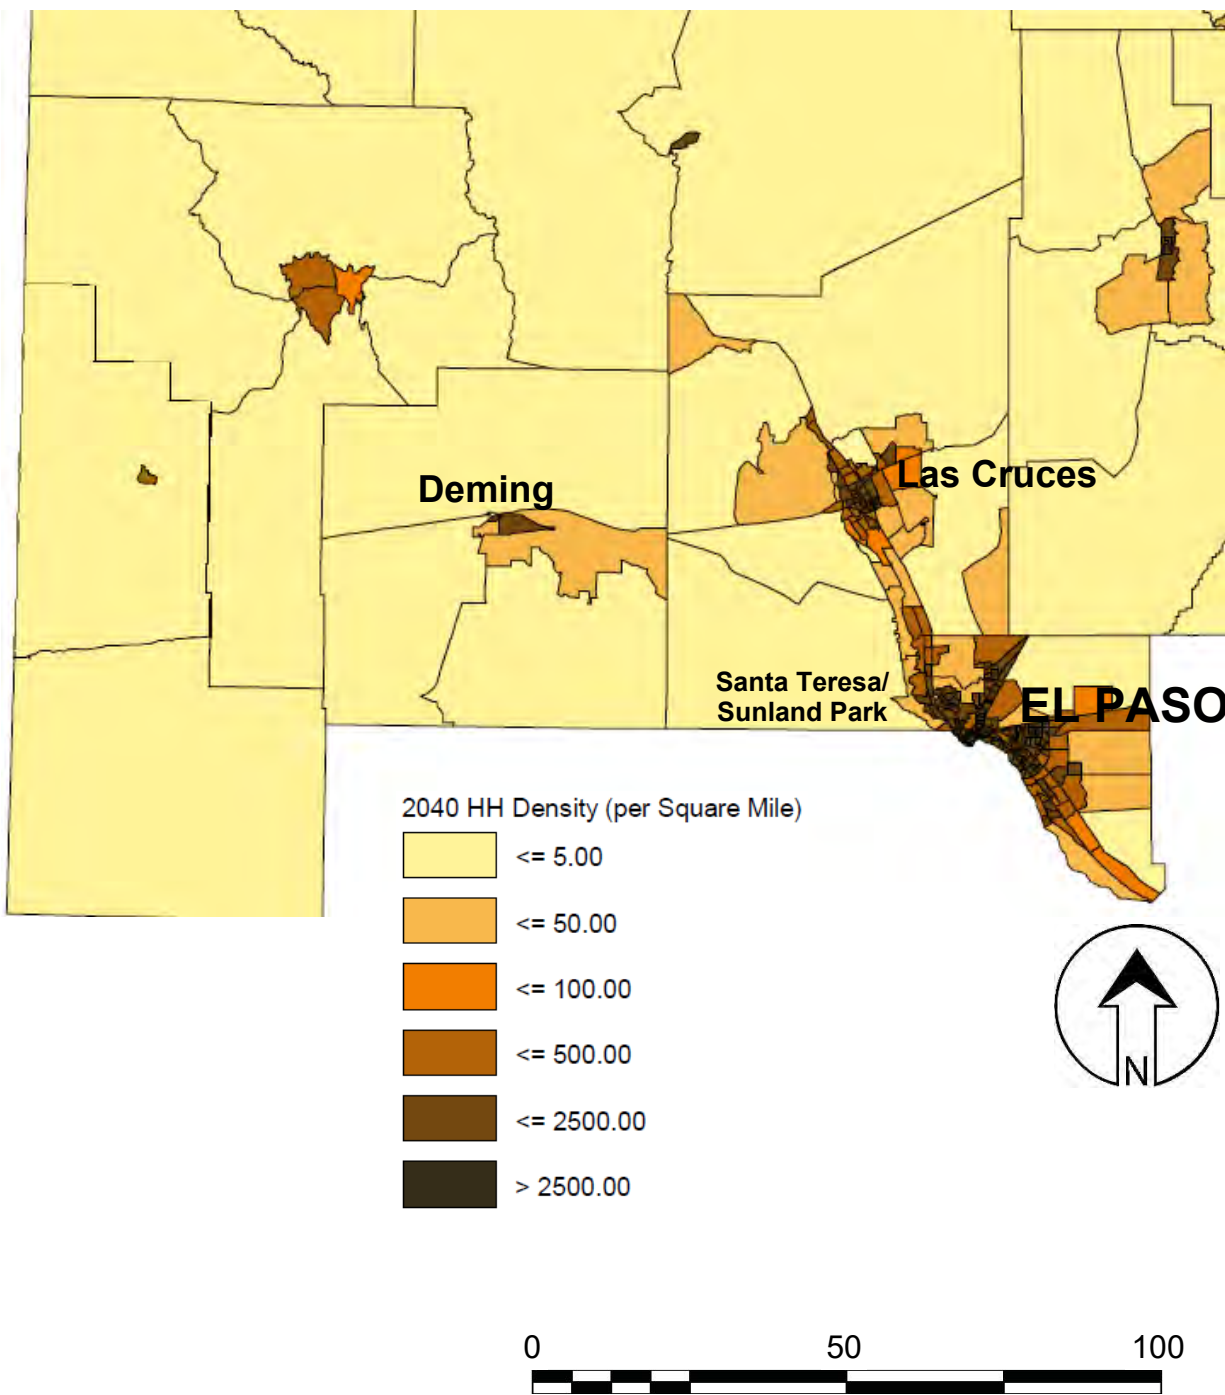 Deming
Las Cruces
Santa Teresa/
Sunland Park
EL PASO
2040 HH Density (per Square Mile)
<= 5.00
<= 50.00
<= 100.00
<= 500.00
<= 2500.00
> 2500.00
N
0 50 100